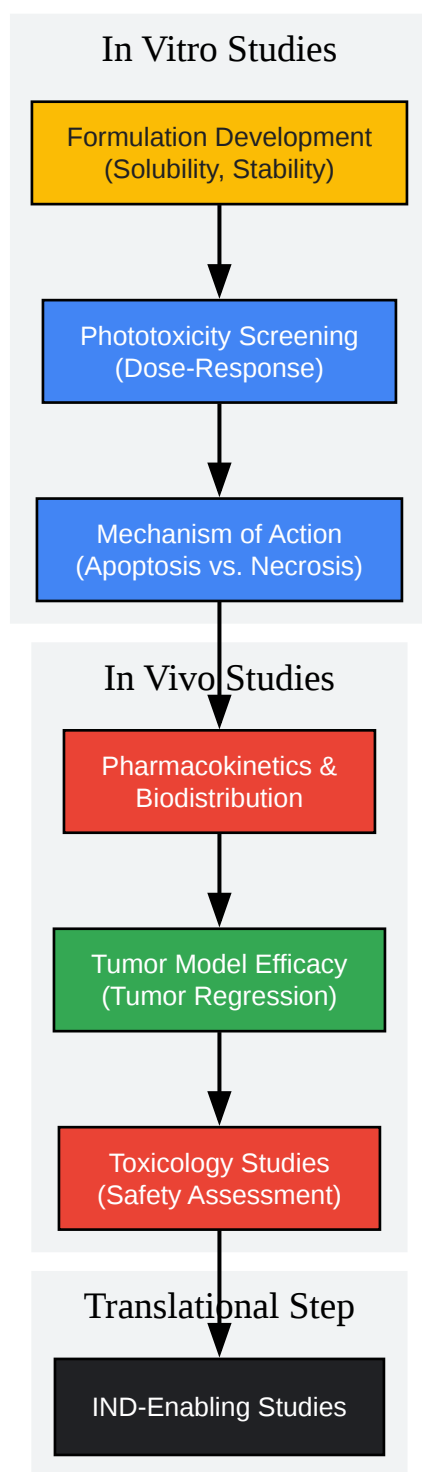 In Vitro Studies
Formulation Development
(Solubility, Stability)
Phototoxicity Screening
(Dose-Response)
Mechanism of Action
(Apoptosis vs. Necrosis)
In Vivo Studies
Pharmacokinetics &
Biodistribution
Tumor Model Efficacy
(Tumor Regression)
Toxicology Studies
(Safety Assessment)
Translational Step
IND-Enabling Studies